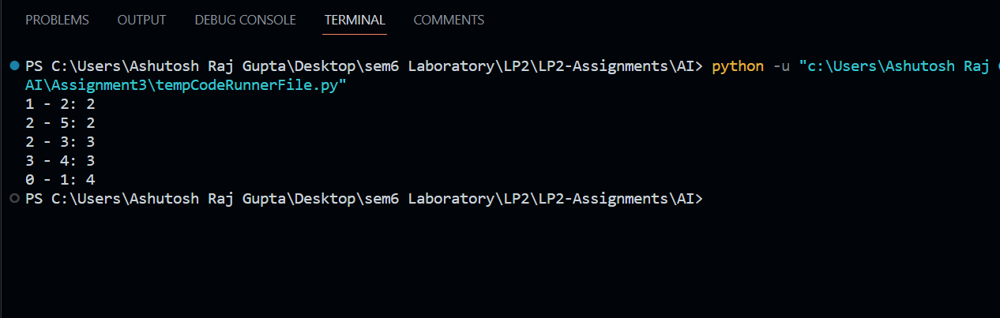 PROBLEMS OUTPUT DEBUG CONSOLE TERMINAL COMMENTS
PS C:\Users\Ashutosh Raj Gupta\Desktop\sem6 Laboratory\LP2\LP2-Assignments\AI> python -u "c:\Users\Ashutosh Raj
AI\Assignment3\tempCodeRunnerFile.py"
1 - 2: 2
2 - 5: 2
2 - 3: 3
3 - 4: 3
0 - 1: 4
PS C:\Users\Ashutosh Raj Gupta\Desktop\sem6 Laboratory\LP2\LP2-Assignments\AI>